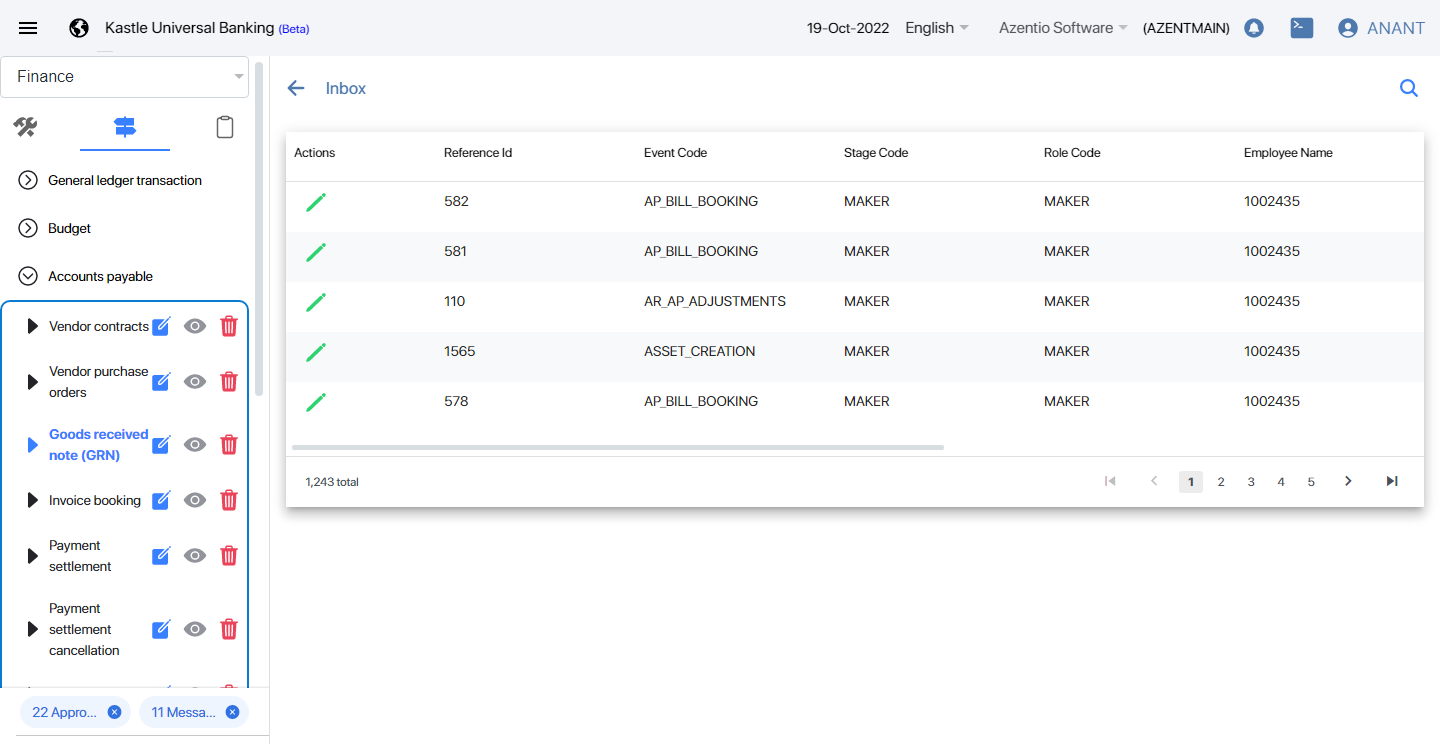 Kastle Universal Banking (Beta)
19-Oct-2022 English Azentio Software (AZENTMAIN) ANANT
Finance
General ledger transaction
Budget
Accounts payable
Vendor contracts
Vendor purchase
orders
Goods received
note (GRN)
Invoice booking
Payment
settlement
Payment
settlement
cancellation
22 Appro... 11 Messa...
Inbox
Actions Reference Id Event Code Stage Code Role Code Employee Name
582 AP_BILL_BOOKING MAKER MAKER 1002435
581 AP_BILL_BOOKING MAKER MAKER 1002435
110 AR_AP_ADJUSTMENTS MAKER MAKER 1002435
1565 ASSET_CREATION MAKER MAKER 1002435
578 AP_BILL_BOOKING MAKER MAKER 1002435
1,243 total 1 2 3 4 5